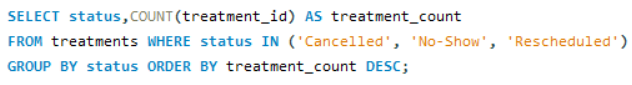 SELECT status,COUNT(treatment_id) AS treatment_count
FROM treatments WHERE status IN ('Cancelled', 'No-Show', 'Rescheduled')
GROUP BY status ORDER BY treatment_count DESC;